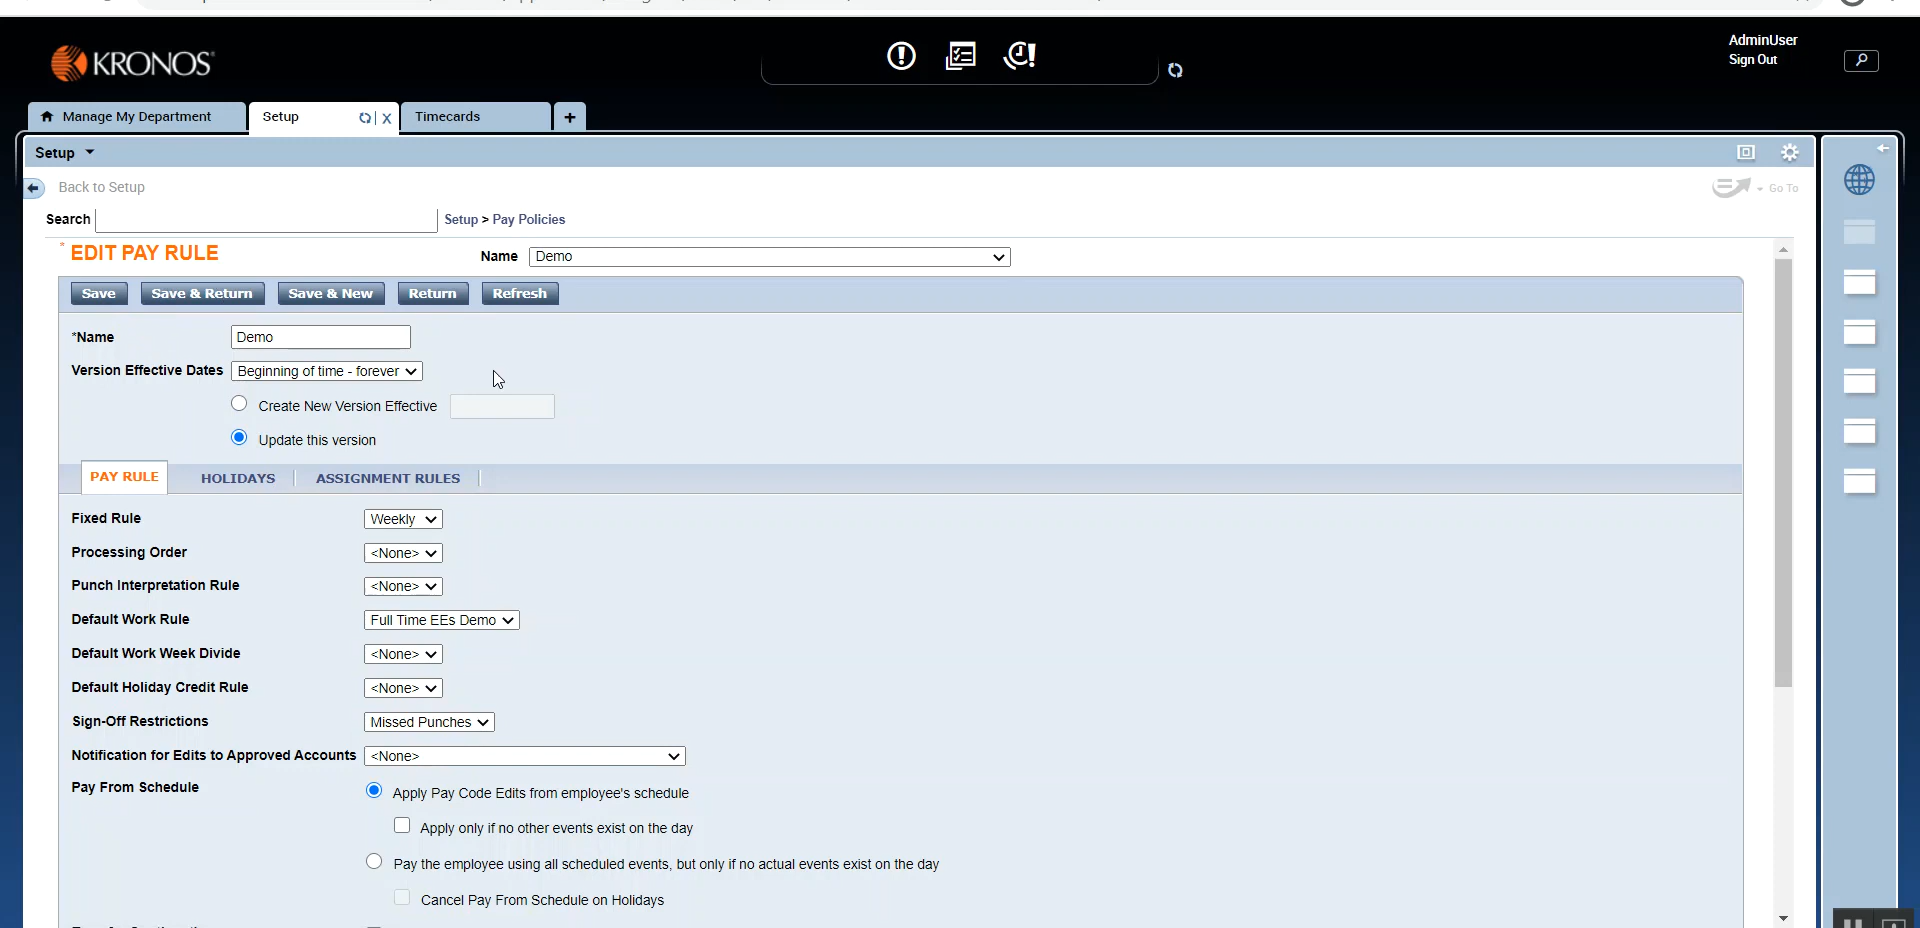 KRONOS
AdminUser
Sign Out
Manage My Department
Setup
X
Timecards
+
Setup
Back to Setup
Go To
Search
Setup > Pay Policies
* EDIT PAY RULE
Name Demo
Save
Save & Return
Save & New
Return
Refresh
*Name Demo
Version Effective Dates Beginning of time - forever
Create New Version Effective
Update this version
PAY RULE
HOLIDAYS
ASSIGNMENT RULES
Fixed Rule Weekly
Processing Order <None>
Punch Interpretation Rule <None>
Default Work Rule Full Time EEs Demo
Default Work Week Divide <None>
Default Holiday Credit Rule <None>
Sign-Off Restrictions Missed Punches
Notification for Edits to Approved Accounts <None>
Pay From Schedule
Apply Pay Code Edits from employee's schedule
Apply only if no other events exist on the day
Pay the employee using all scheduled events, but only if no actual events exist on the day
Cancel Pay From Schedule on Holidays